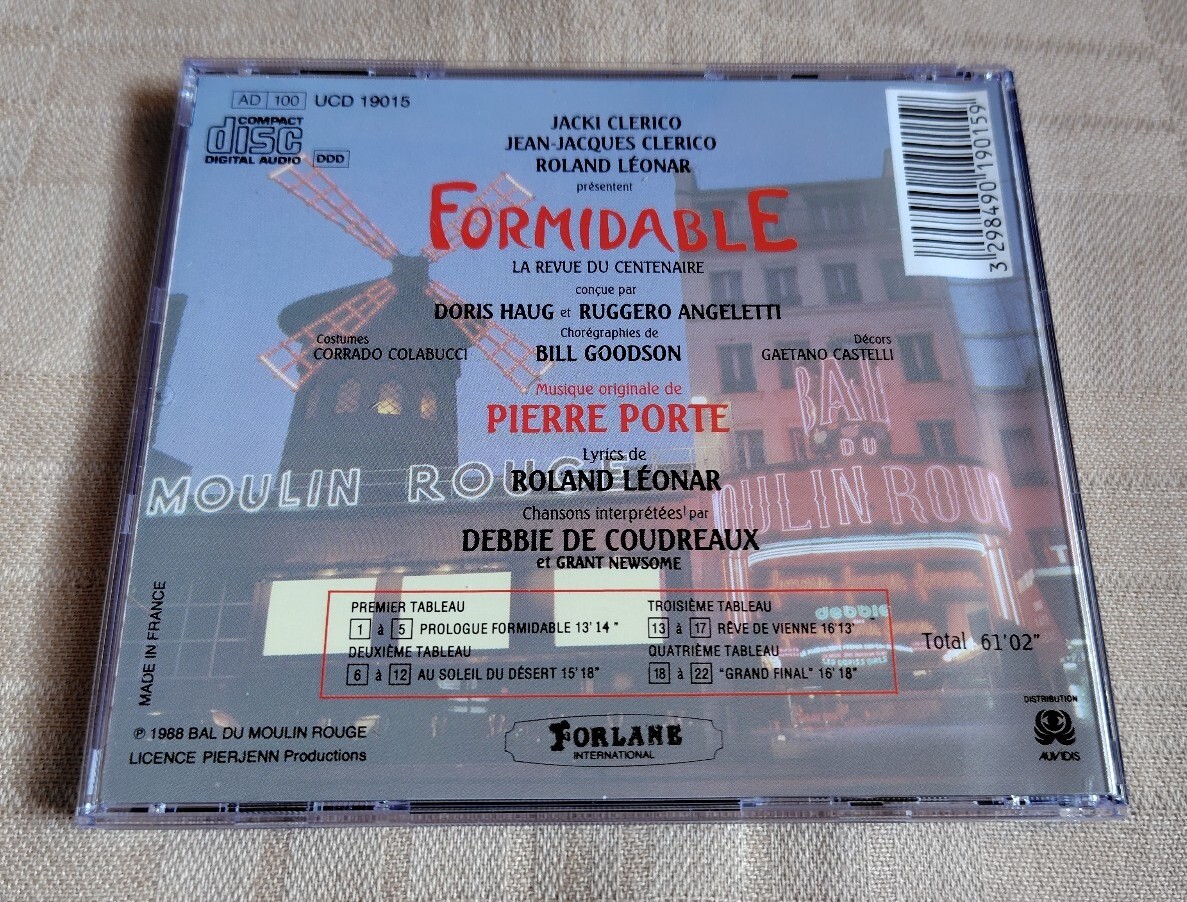 AD 100 UCD 19015
COMPACT
disc
DIGITAL AUDIO DDD
JACKI CLERICO
JEAN-JACQUES CLERICO
ROLAND LÉONAR
présentent
FORMIDABLE
LA REVUE DU CENTENAIRE
conçue par
DORIS HAUG et RUGGERO ANGELETTI
Chorégraphies de
BILL GOODSON
Costumes
CORRADO COLABUCCI
Décors
GAETANO CASTELLI
Musique originale de
PIERRE PORTE
Lyrics de
ROLAND LÉONAR
Chansons interprétées par
DEBBIE DE COUDREAUX
et GRANT NEWSOME
3 298490 190159
MOULIN ROUGE
BAL
DU
MOULIN ROUGE
debbie
PREMIER TABLEAU
1 à 5 PROLOGUE FORMIDABLE 13'14"
DEUXIÈME TABLEAU
6 à 12 AU SOLEIL DU DÉSERT 15'18"
TROISIÈME TABLEAU
13 à 17 RÊVE DE VIENNE 16'13'
QUATRIÈME TABLEAU
18 à 22 "GRAND FINAL" 16'18"
Total 61'02"
MADE IN FRANCE
℗ 1988 BAL DU MOULIN ROUGE
LICENCE PIERJENN Productions
FORLANE
INTERNATIONAL
DISTRIBUTION
AUVIDIS